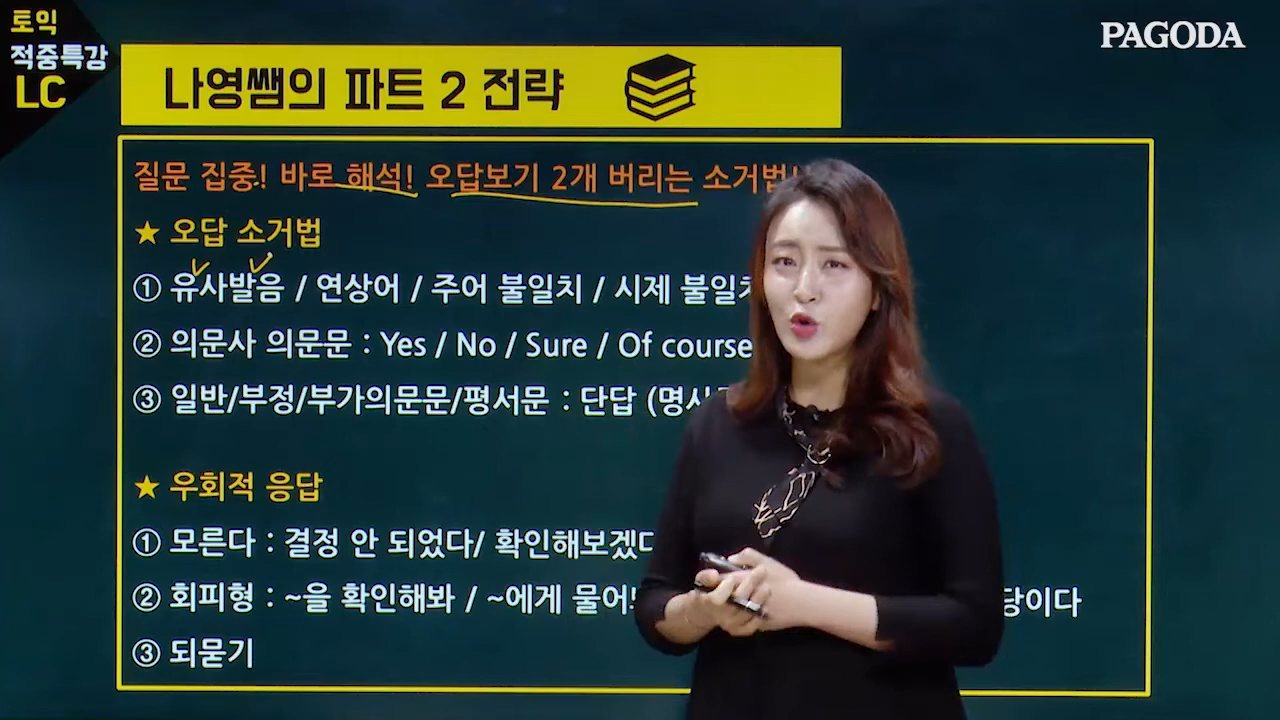 토익
적중특강
LC
PAGODA
나영쌤의 파트 2 전략
질문 집중! 바로 해석! 오답보기 2개 버리는 소거법!
★ 오답 소거법
① 유사발음 / 연상어 / 주어 불일치 / 시제 불일치
② 의문사 의문문 : Yes / No / Sure / Of course
③ 일반/부정/부가의문문/평서문 : 단답 (명사
★ 우회적 응답
① 모른다 : 결정 안 되었다/ 확인해보겠다
② 회피형 : ~을 확인해봐 / ~에게 물어 당이다
③ 되묻기